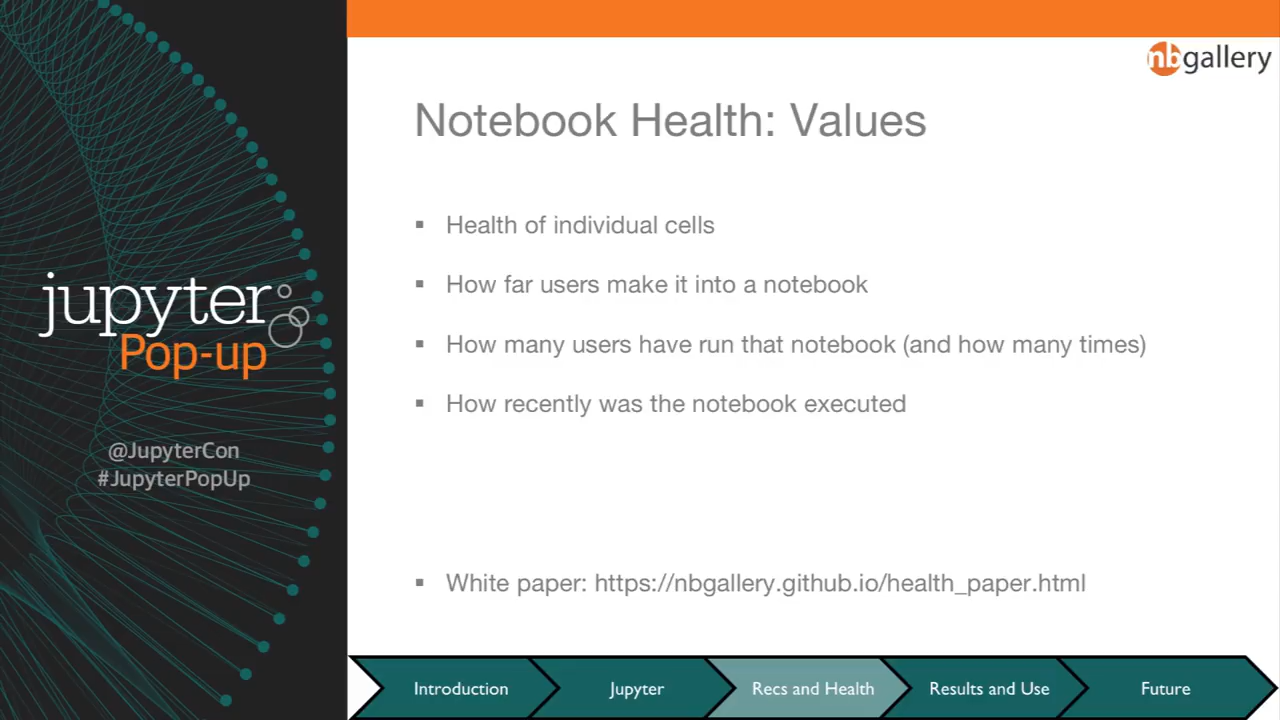 nbgallery
Notebook Health: Values
▪ Health of individual cells
▪ How far users make it into a notebook
▪ How many users have run that notebook (and how many times)
▪ How recently was the notebook executed
▪ White paper: https://nbgallery.github.io/health_paper.html
jupyter
Pop-up
@JupyterCon
#JupyterPopUp
Introduction
Jupyter
Recs and Health
Results and Use
Future